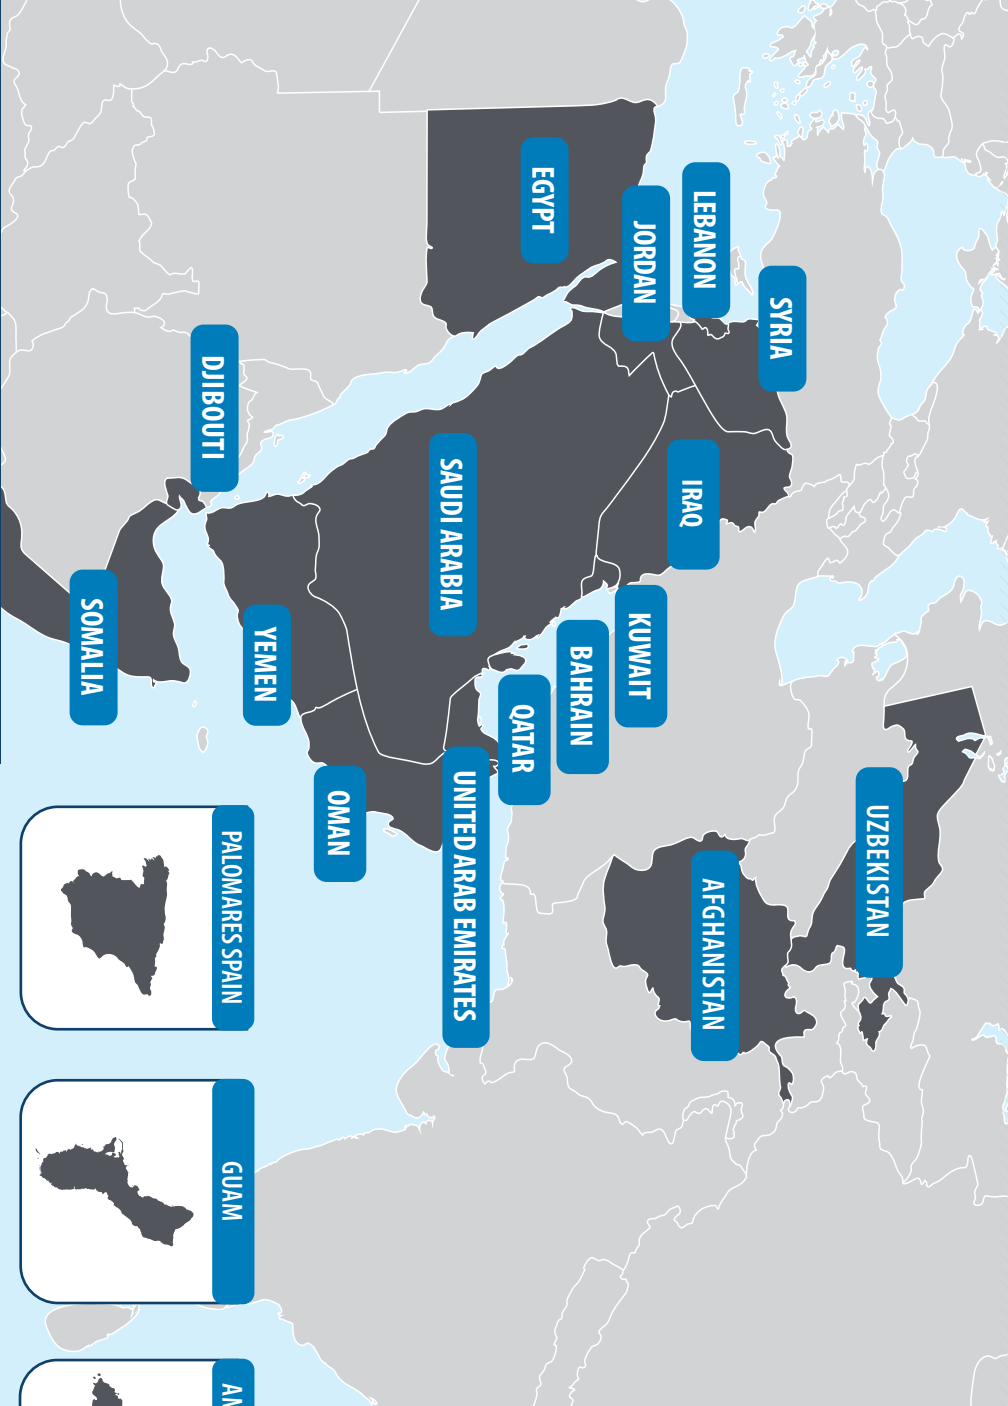 SYRIA
LEBANON
JORDAN
EGYPT
IRAQ
SAUDI ARABIA
DJIBOUTI
KUWAIT
BAHRAIN
QATAR
SOMALIA
YEMEN
OMAN
UNITED ARAB EMIRATES
UZBEKISTAN
AFGHANISTAN
PALOMARES SPAIN
GUAM